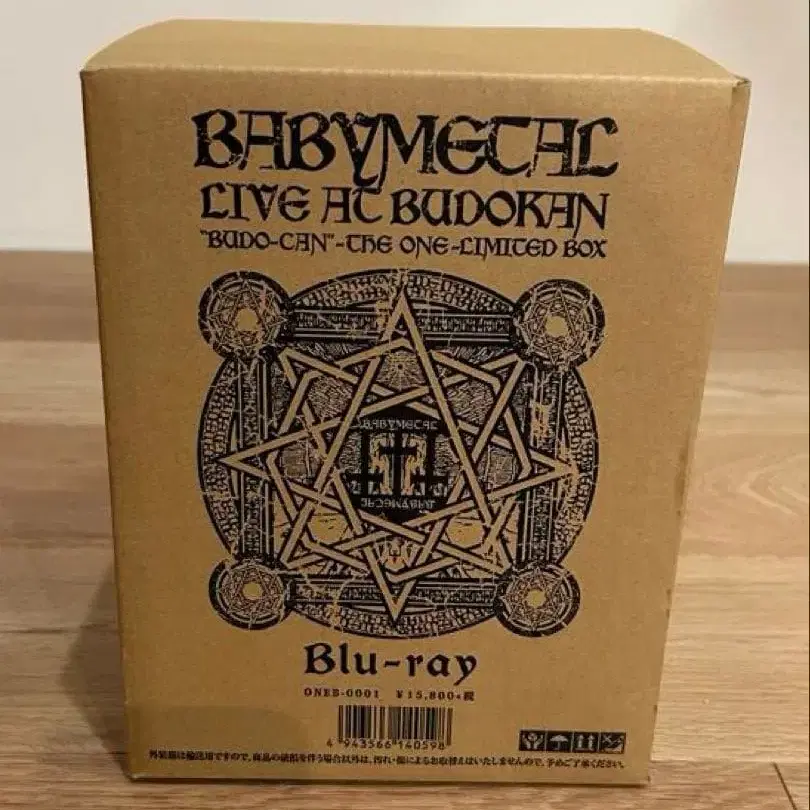 BABYMETAL
LIVE AT BUDOKAN
"BUDO-CAN"-THE ONE-LIMITED BOX
BABYMETAL
BABYMETAL
Blu-ray
ONEB-0001 ¥15,800+税
4 943566 140598
外装箱は輸送用ですので、商品の破損を伴う場合以外は、汚れ・傷によるお取替えはいたしませんので、予めご了承ください。